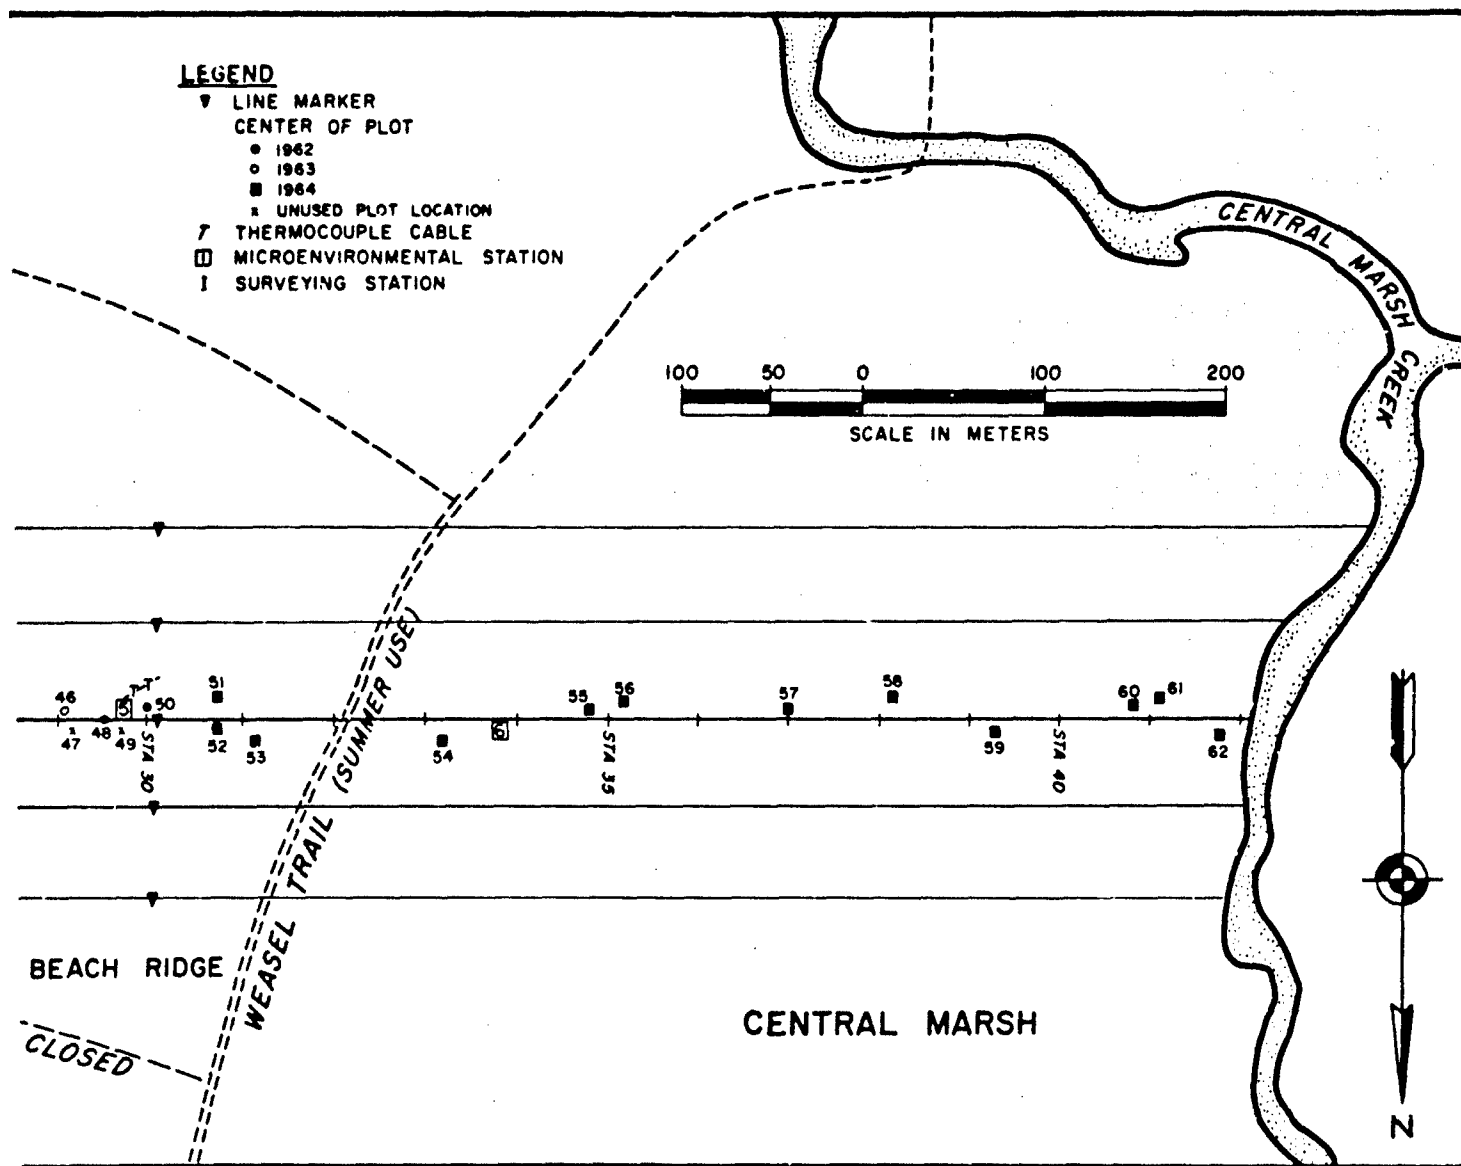 LEGEND
LINE MARKER
CENTER OF PLOT
1962
1963
1964
x UNUSED PLOT LOCATION
T THERMOCOUPLE CABLE
MICROENVIRONMENTAL STATION
I SURVEYING STATION
CENTRAL MARSH CREEK
100 50 0 100 200
SCALE IN METERS
WEASEL TRAIL (SUMMER USE)
46
47
48
49
5
T-T
50
STA 30
51
52
53
54
6
55
56
STA 35
57
58
59
STA 40
60
61
62
BEACH RIDGE
CLOSED
CENTRAL MARSH
N